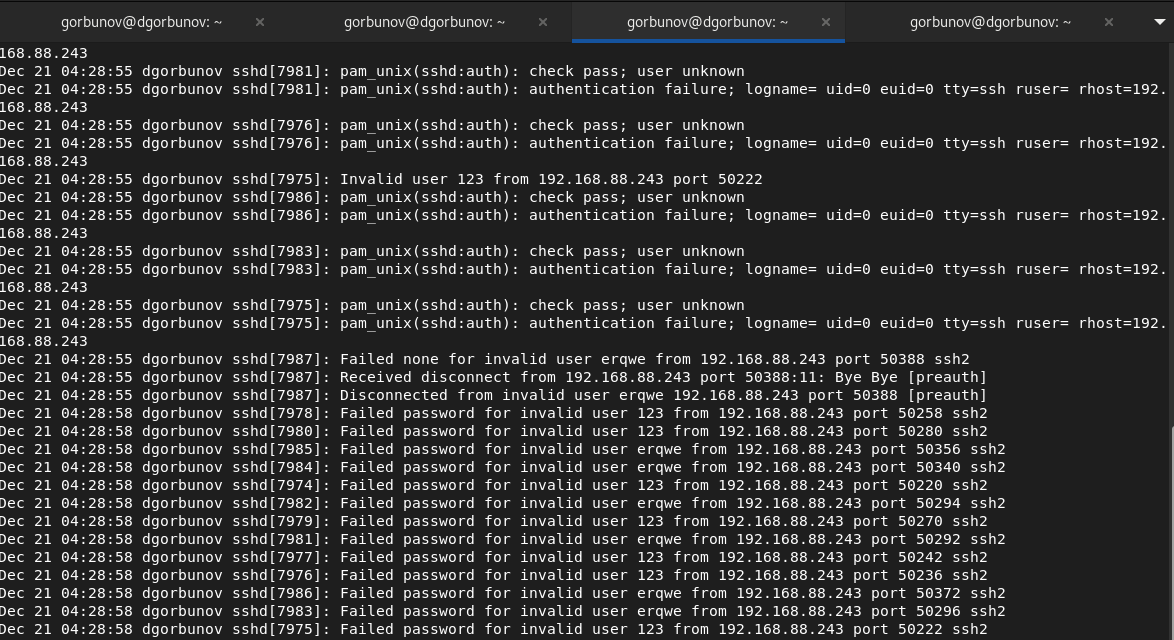 gorbunov@dgorbunov: ~ × gorbunov@dgorbunov: ~ × gorbunov@dgorbunov: ~ × gorbunov@dgorbunov: ~ ×
168.88.243
Dec 21 04:28:55 dgorbunov sshd[7981]: pam_unix(sshd:auth): check pass; user unknown
Dec 21 04:28:55 dgorbunov sshd[7981]: pam_unix(sshd:auth): authentication failure; logname= uid=0 euid=0 tty=ssh ruser= rhost=192.
168.88.243
Dec 21 04:28:55 dgorbunov sshd[7976]: pam_unix(sshd:auth): check pass; user unknown
Dec 21 04:28:55 dgorbunov sshd[7976]: pam_unix(sshd:auth): authentication failure; logname= uid=0 euid=0 tty=ssh ruser= rhost=192.
168.88.243
Dec 21 04:28:55 dgorbunov sshd[7975]: Invalid user 123 from 192.168.88.243 port 50222
Dec 21 04:28:55 dgorbunov sshd[7986]: pam_unix(sshd:auth): check pass; user unknown
Dec 21 04:28:55 dgorbunov sshd[7986]: pam_unix(sshd:auth): authentication failure; logname= uid=0 euid=0 tty=ssh ruser= rhost=192.
168.88.243
Dec 21 04:28:55 dgorbunov sshd[7983]: pam_unix(sshd:auth): check pass; user unknown
Dec 21 04:28:55 dgorbunov sshd[7983]: pam_unix(sshd:auth): authentication failure; logname= uid=0 euid=0 tty=ssh ruser= rhost=192.
168.88.243
Dec 21 04:28:55 dgorbunov sshd[7975]: pam_unix(sshd:auth): check pass; user unknown
Dec 21 04:28:55 dgorbunov sshd[7975]: pam_unix(sshd:auth): authentication failure; logname= uid=0 euid=0 tty=ssh ruser= rhost=192.
168.88.243
Dec 21 04:28:55 dgorbunov sshd[7987]: Failed none for invalid user erqwe from 192.168.88.243 port 50388 ssh2
Dec 21 04:28:55 dgorbunov sshd[7987]: Received disconnect from 192.168.88.243 port 50388:11: Bye Bye [preauth]
Dec 21 04:28:55 dgorbunov sshd[7987]: Disconnected from invalid user erqwe 192.168.88.243 port 50388 [preauth]
Dec 21 04:28:58 dgorbunov sshd[7978]: Failed password for invalid user 123 from 192.168.88.243 port 50258 ssh2
Dec 21 04:28:58 dgorbunov sshd[7980]: Failed password for invalid user 123 from 192.168.88.243 port 50280 ssh2
Dec 21 04:28:58 dgorbunov sshd[7985]: Failed password for invalid user erqwe from 192.168.88.243 port 50356 ssh2
Dec 21 04:28:58 dgorbunov sshd[7984]: Failed password for invalid user erqwe from 192.168.88.243 port 50340 ssh2
Dec 21 04:28:58 dgorbunov sshd[7974]: Failed password for invalid user 123 from 192.168.88.243 port 50220 ssh2
Dec 21 04:28:58 dgorbunov sshd[7982]: Failed password for invalid user erqwe from 192.168.88.243 port 50294 ssh2
Dec 21 04:28:58 dgorbunov sshd[7979]: Failed password for invalid user 123 from 192.168.88.243 port 50270 ssh2
Dec 21 04:28:58 dgorbunov sshd[7981]: Failed password for invalid user erqwe from 192.168.88.243 port 50292 ssh2
Dec 21 04:28:58 dgorbunov sshd[7977]: Failed password for invalid user 123 from 192.168.88.243 port 50242 ssh2
Dec 21 04:28:58 dgorbunov sshd[7976]: Failed password for invalid user 123 from 192.168.88.243 port 50236 ssh2
Dec 21 04:28:58 dgorbunov sshd[7986]: Failed password for invalid user erqwe from 192.168.88.243 port 50372 ssh2
Dec 21 04:28:58 dgorbunov sshd[7983]: Failed password for invalid user erqwe from 192.168.88.243 port 50296 ssh2
Dec 21 04:28:58 dgorbunov sshd[7975]: Failed password for invalid user 123 from 192.168.88.243 port 50222 ssh2